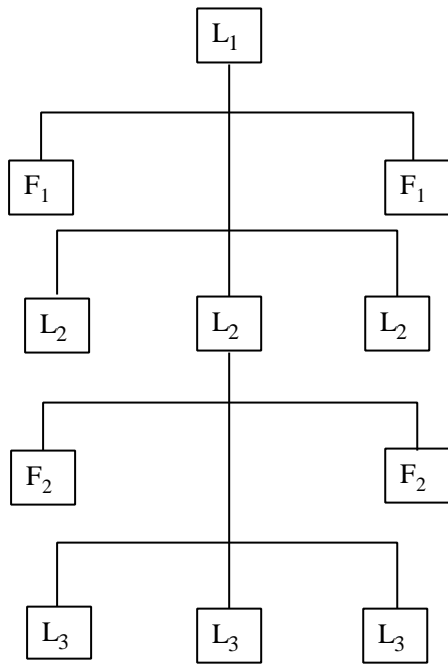 L₁
F₁ F₁
L₂ L₂ L₂
F₂ F₂
L₃ L₃ L₃